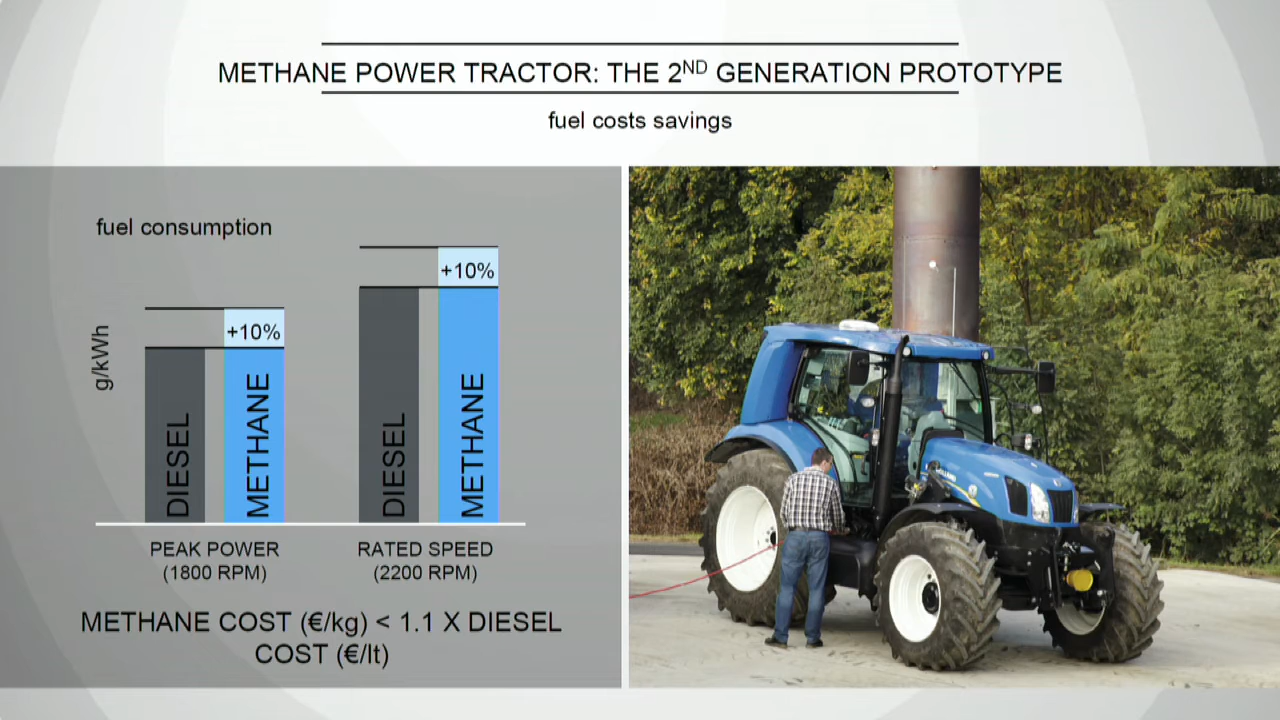 METHANE POWER TRACTOR: THE 2ND GENERATION PROTOTYPE
fuel costs savings
fuel consumption
g/kWh
+10%
+10%
DIESEL
METHANE
DIESEL
METHANE
PEAK POWER
(1800 RPM)
RATED SPEED
(2200 RPM)
METHANE COST (€/kg) < 1.1 X DIESEL
COST (€/lt)